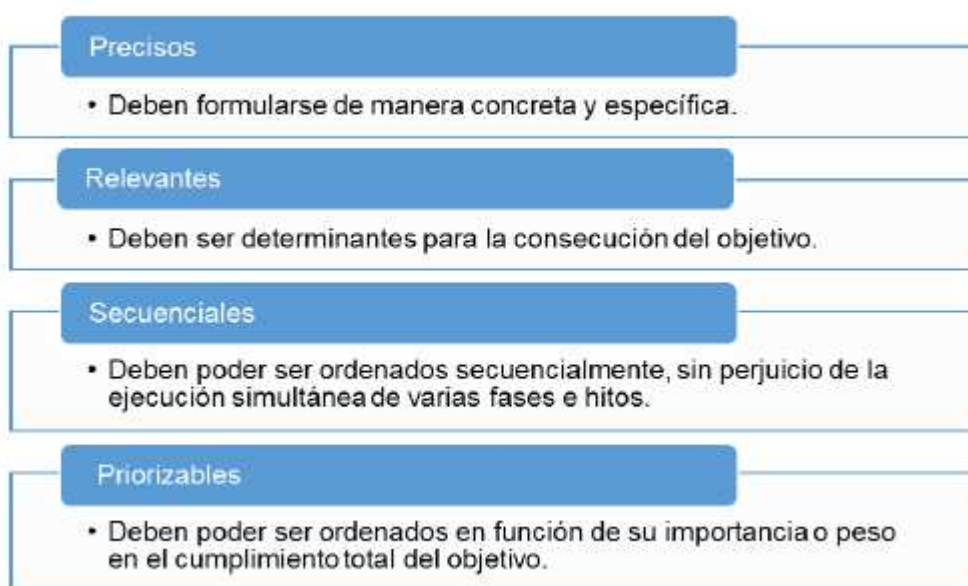 Precisos
• Deben formularse de manera concreta y específica.
Relevantes
• Deben ser determinantes para la consecución del objetivo.
Secuenciales
• Deben poder ser ordenados secuencialmente, sin perjuicio de la
ejecución simultánea de varias fases e hitos.
Priorizables
• Deben poder ser ordenados en función de su importancia o peso
en el cumplimiento total del objetivo.